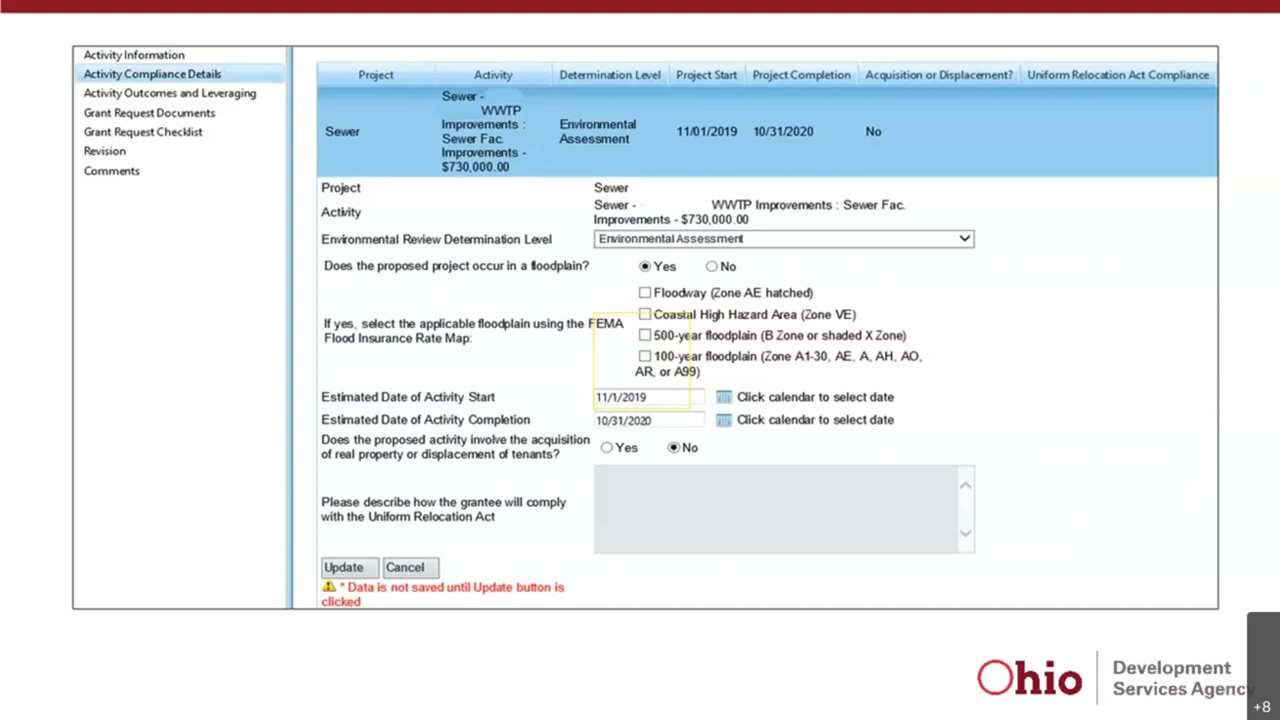 Activity Information
Activity Compliance Details
Activity Outcomes and Leveraging
Grant Request Documents
Grant Request Checklist
Revision
Comments
Project Activity Determination Level Project Start Project Completion Acquisition or Displacement? Uniform Relocation Act Compliance
Sewer
Sewer -
WWTP
Improvements :
Sewer Fac.
Improvements -
$730,000.00
Environmental
Assessment
11/01/2019
10/31/2020
No
Project Sewer
Activity
Sewer - WWTP Improvements : Sewer Fac.
Improvements - $730,000.00
Environmental Review Determination Level Environmental Assessment
Does the proposed project occur in a floodplain? Yes No
If yes, select the applicable floodplain using the FEMA
Flood Insurance Rate Map:
Floodway (Zone AE hatched)
Coastal High Hazard Area (Zone VE)
500-year floodplain (B Zone or shaded X Zone)
100-year floodplain (Zone A1-30, AE, A, AH, AO,
AR, or A99)
Estimated Date of Activity Start 11/1/2019 Click calendar to select date
Estimated Date of Activity Completion 10/31/2020 Click calendar to select date
Does the proposed activity involve the acquisition
of real property or displacement of tenants?
Yes No
Please describe how the grantee will comply
with the Uniform Relocation Act
Update Cancel
* Data is not saved until Update button is
clicked
Ohio
Development
Services Agency
+8